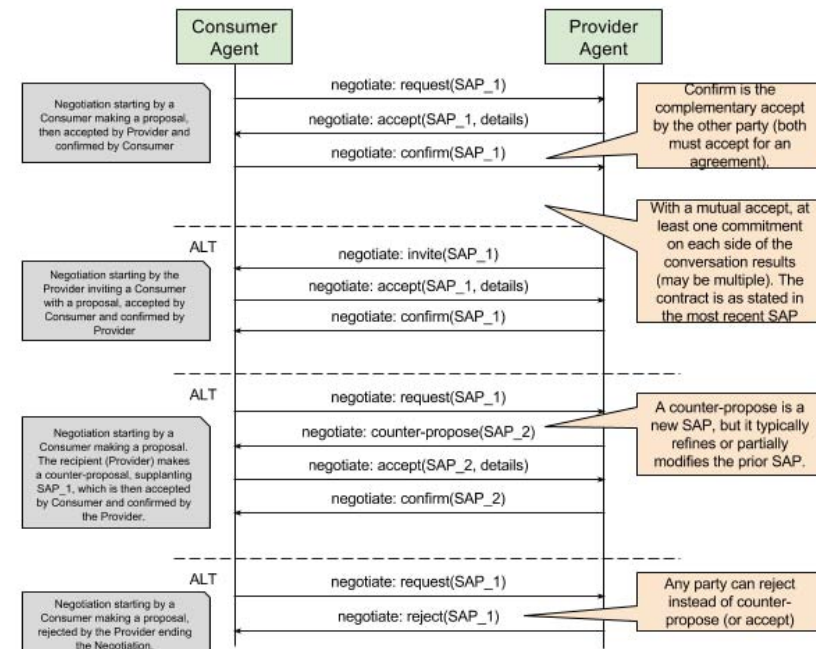 Consumer
Agent
Provider
Agent
negotiate: request(SAP_1)
negotiate: accept(SAP_1, details)
negotiate: confirm(SAP_1)
Negotiation starting by a
Consumer making a proposal,
then accepted by Provider and
confirmed by Consumer
Confirm is the
complementary accept
by the other party (both
must accept for an
agreement).
With a mutual accept, at
least one commitment
on each side of the
conversation results
(may be multiple). The
contract is as stated in
the most recent SAP
ALT
negotiate: invite(SAP_1)
negotiate: accept(SAP_1, details)
negotiate: confirm(SAP_1)
Negotiation starting by the
Provider inviting a Consumer
with a proposal, accepted by
Consumer and confirmed by
Provider
ALT
negotiate: request(SAP_1)
negotiate: counter-propose(SAP_2)
negotiate: accept(SAP_2, details)
negotiate: confirm(SAP_2)
Negotiation starting by a
Consumer making a proposal.
The recipient (Provider) makes
a counter-proposal, supplanting
SAP_1, which is then accepted
by Consumer and confirmed by
the Provider.
A counter-propose is a
new SAP, but it typically
refines or partially
modifies the prior SAP.
ALT
negotiate: request(SAP_1)
negotiate: reject(SAP_1)
Negotiation starting by a
Consumer making a proposal,
rejected by the Provider ending
the Negotiation.
Any party can reject
instead of counter-
propose (or accept)